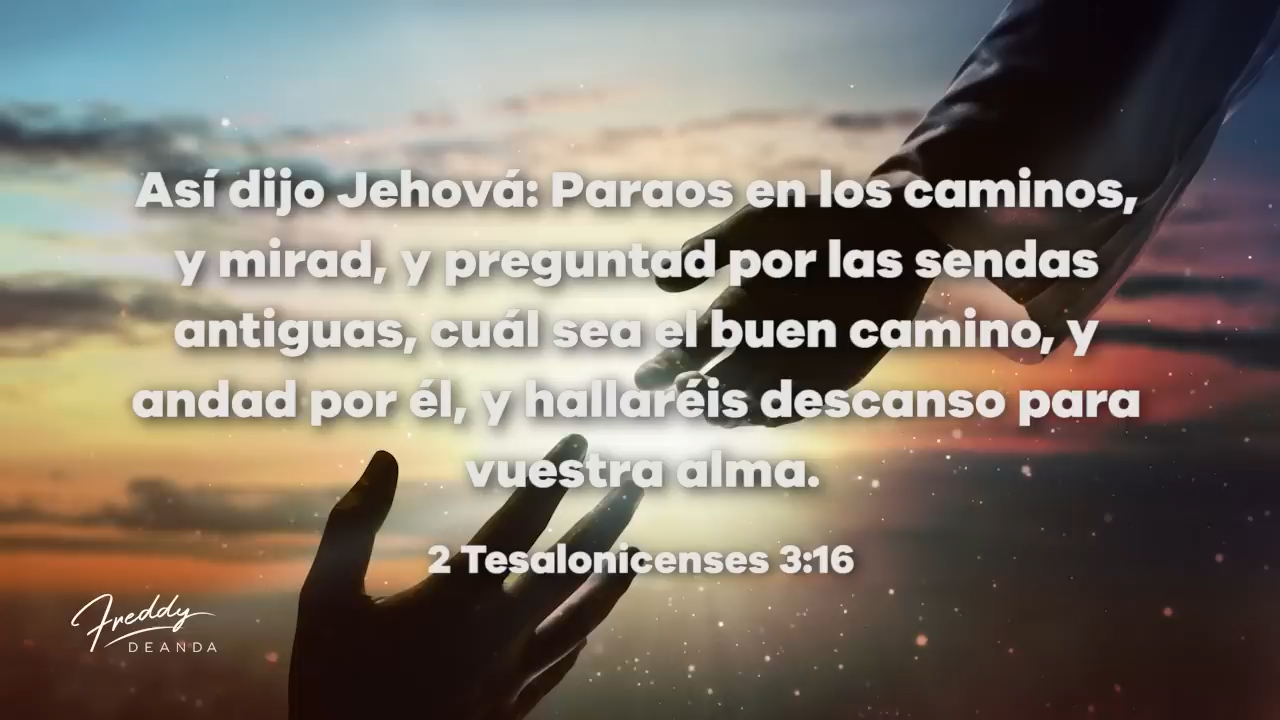 Así dijo Jehová: Paraos en los caminos,
y mirad, y preguntad por las sendas
antiguas, cuál sea el buen camino, y
andad por él, y hallaréis descanso para
vuestra alma.
2 Tesalonicenses 3:16
Freddy
DEANDA